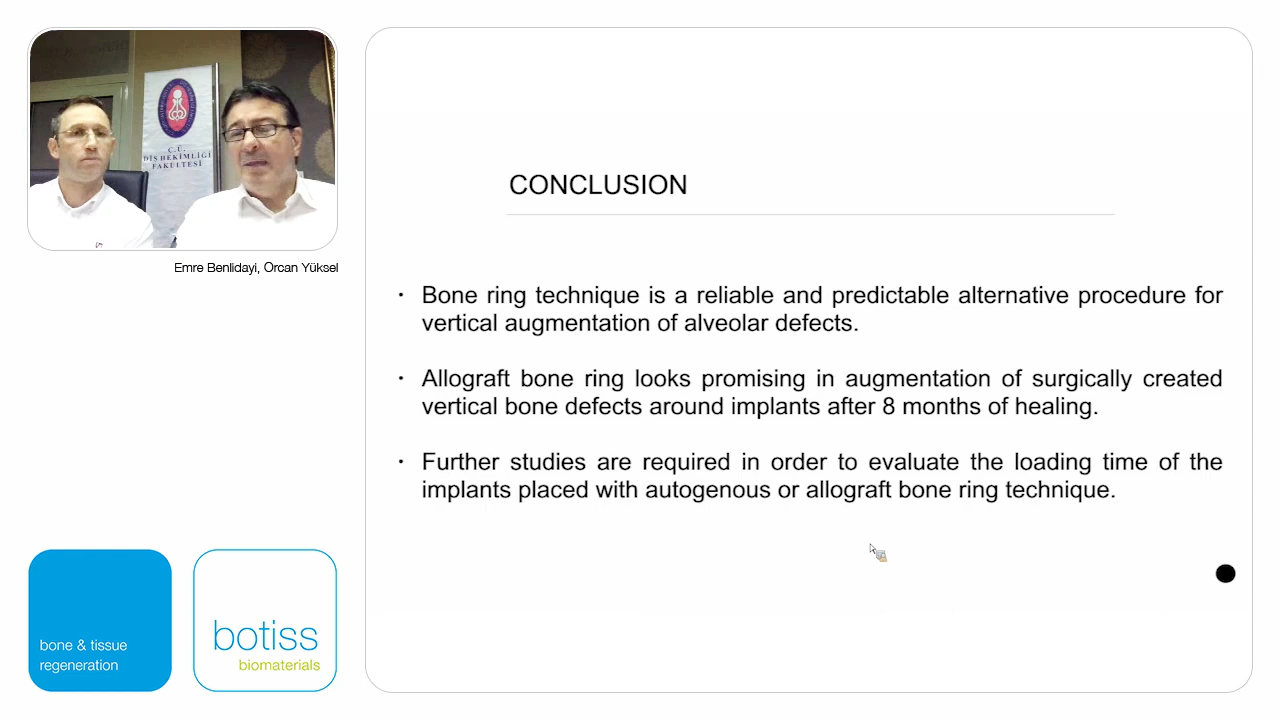 Ç.Ü.
DİŞ HEKİMLİĞİ
FAKÜLTESİ
Emre Benlidayi, Orcan Yüksel
CONCLUSION
· Bone ring technique is a reliable and predictable alternative procedure for
vertical augmentation of alveolar defects.
· Allograft bone ring looks promising in augmentation of surgically created
vertical bone defects around implants after 8 months of healing.
· Further studies are required in order to evaluate the loading time of the
implants placed with autogenous or allograft bone ring technique.
bone & tissue
regeneration
botiss
biomaterials